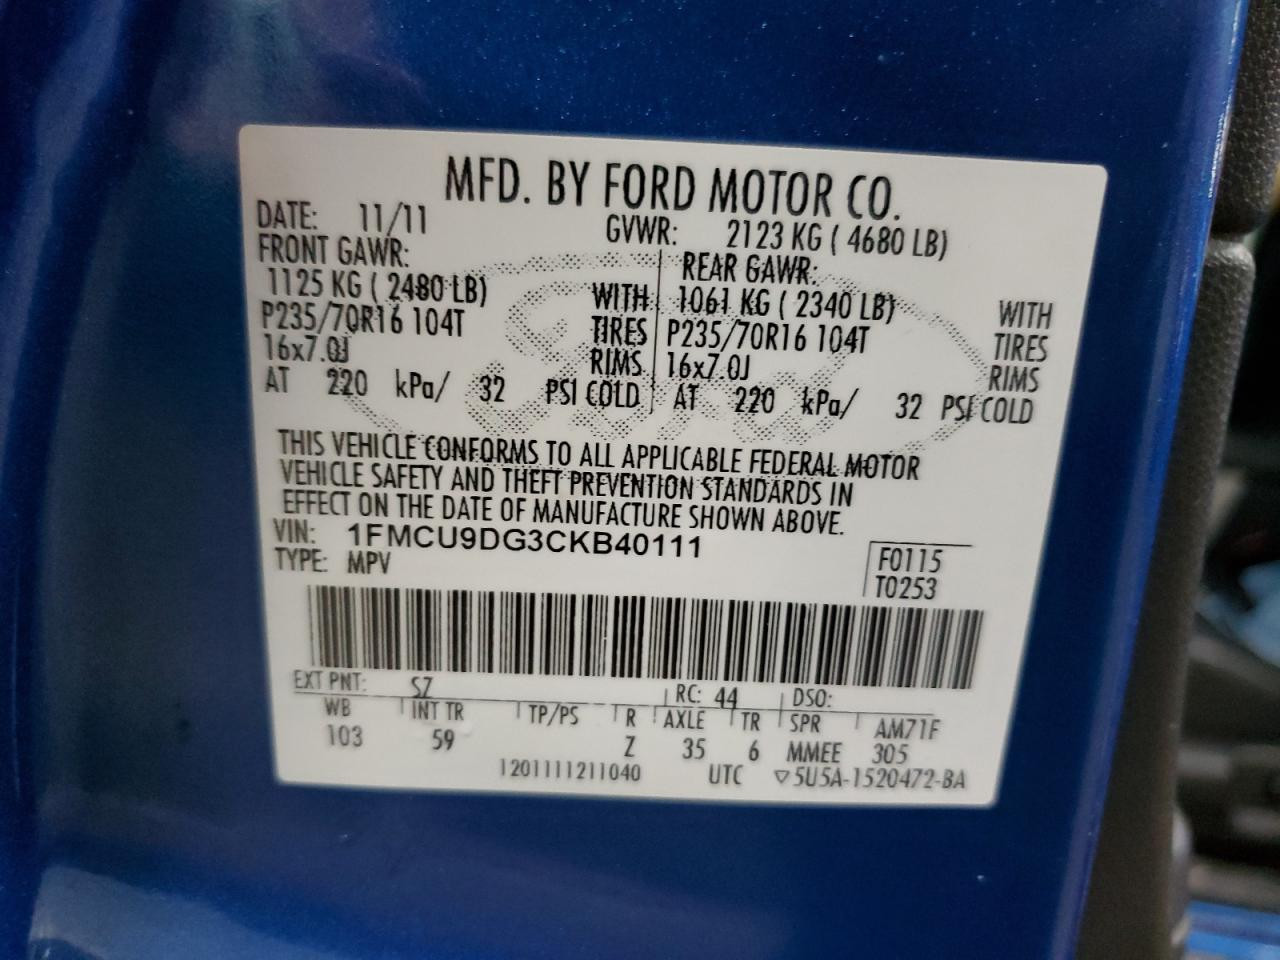 MFD. BY FORD MOTOR CO.
DATE: 11/11 GVWR: 2123 KG ( 4680 LB)
FRONT GAWR: REAR GAWR:
1125 KG ( 2480 LB) WITH 1061 KG ( 2340 LB) WITH
P235/70R16 104T TIRES P235/70R16 104T TIRES
16x7.0J RIMS 16x7.0J RIMS
AT 220 kPa/ 32 PSI COLD AT 220 kPa/ 32 PSI COLD
THIS VEHICLE CONFORMS TO ALL APPLICABLE FEDERAL MOTOR
VEHICLE SAFETY AND THEFT PREVENTION STANDARDS IN
EFFECT ON THE DATE OF MANUFACTURE SHOWN ABOVE.
VIN: 1FMCU9DG3CKB40111
TYPE: MPV F0115
T0253
EXT PNT: SZ RC: 44 DSO:
WB INT TR TP/PS R AXLE TR SPR AM71F
103 59 Z 35 6 MMEE 305
1201111211040 UTC ▽5U5A-1520472-BA